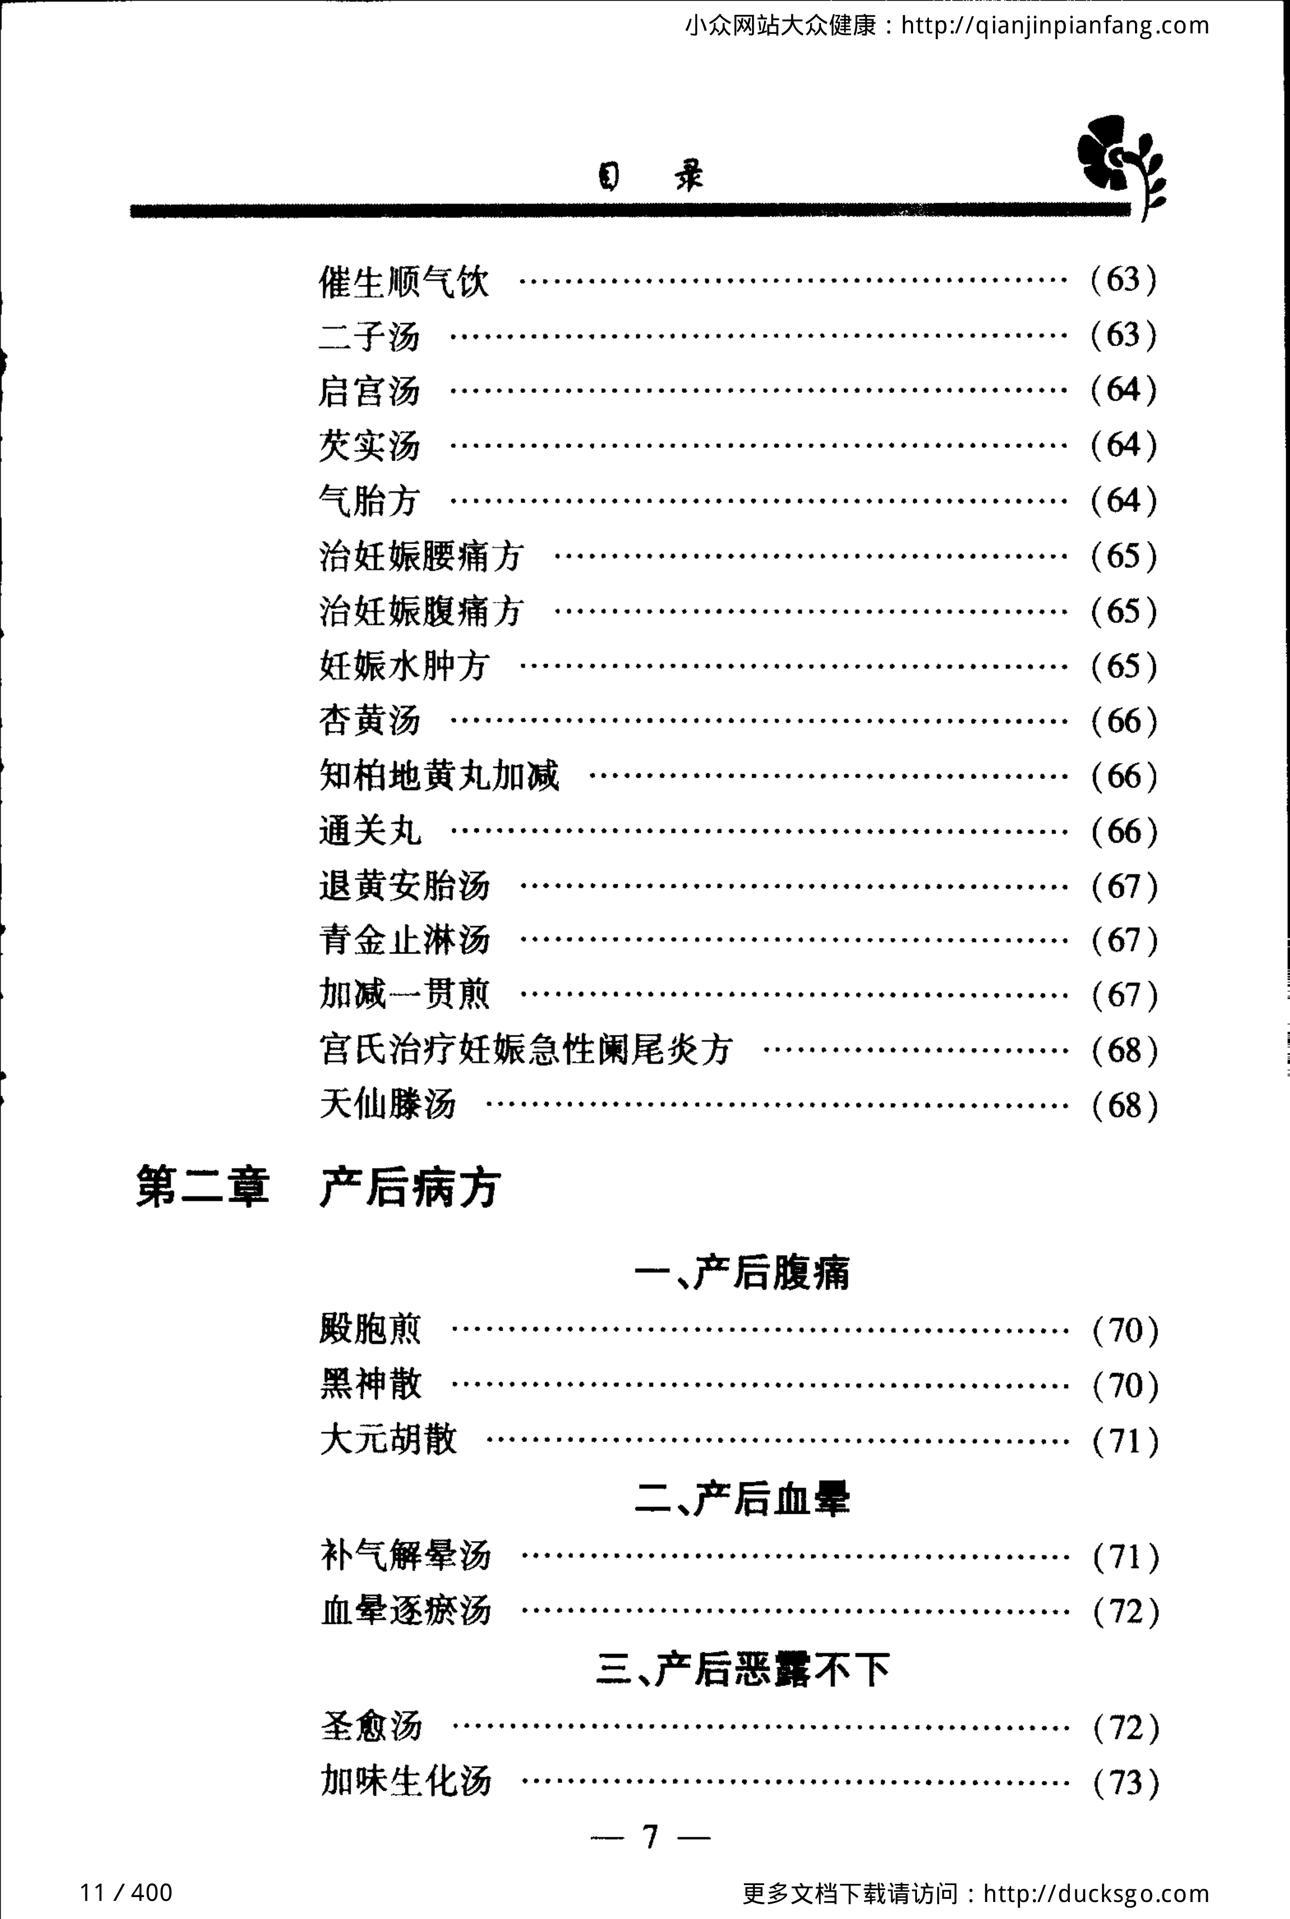 小众网站大众健康：http://qianjinpianfang.com
目 录
催生顺气饮 …………………………………………… (63)
二子汤 …………………………………………… (63)
启宫汤 …………………………………………… (64)
芡实汤 …………………………………………… (64)
气胎方 …………………………………………… (64)
治妊娠腰痛方 …………………………………………… (65)
治妊娠腹痛方 …………………………………………… (65)
妊娠水肿方 …………………………………………… (65)
杏黄汤 …………………………………………… (66)
知柏地黄丸加减 …………………………………………… (66)
通关丸 …………………………………………… (66)
退黄安胎汤 …………………………………………… (67)
青金止淋汤 …………………………………………… (67)
加减一贯煎 …………………………………………… (67)
宫氏治疗妊娠急性阑尾炎方 …………………………… (68)
天仙滕汤 …………………………………………… (68)
第二章 产后病方
一、产后腹痛
殿胞煎 …………………………………………… (70)
黑神散 …………………………………………… (70)
大元胡散 …………………………………………… (71)
二、产后血晕
补气解晕汤 …………………………………………… (71)
血晕逐瘀汤 …………………………………………… (72)
三、产后恶露不下
圣愈汤 …………………………………………… (72)
加味生化汤 …………………………………………… (73)
— 7 —
11 / 400
更多文档下载请访问：http://ducksgo.com